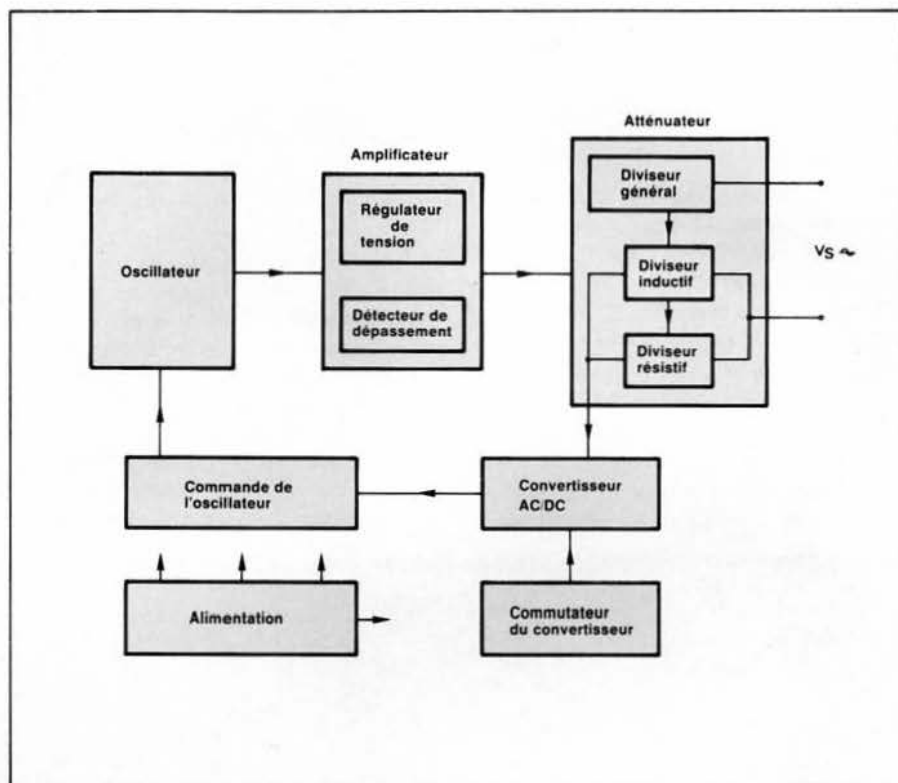 Atténuateur
Amplificateur
Diviseur
général
Régulateur
de
tension
Oscillateur
Diviseur
inductif
Vs ~
Détecteur de
dépassement
Diviseur
résistif
Commande de
l'oscillateur
Convertisseur
AC/DC
Alimentation
Commutateur
du convertisseur